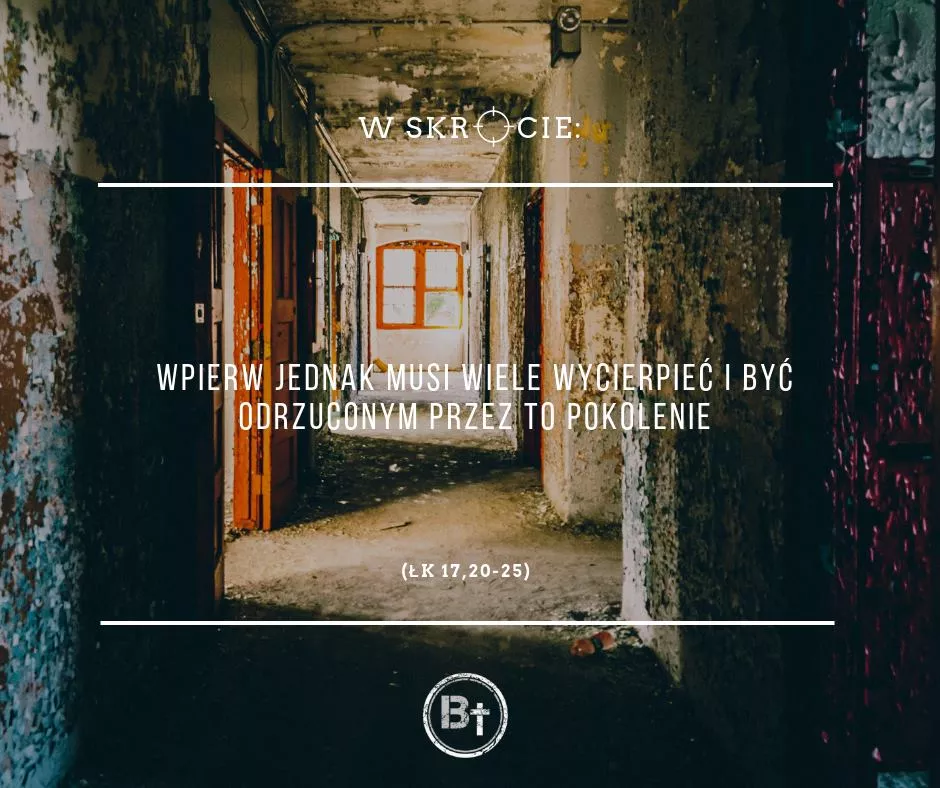 W SKRÓCIE:
WPIERW JEDNAK MUSI WIELE WYCIERPIEĆ I BYĆ
ODRZUCONYM PRZEZ TO POKOLENIE
(ŁK 17,20-25)
B†